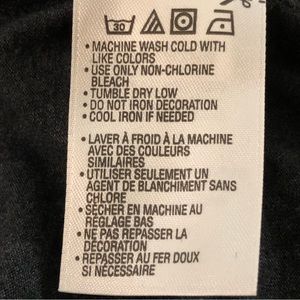 30
• MACHINE WASH COLD WITH
LIKE COLORS
• USE ONLY NON-CHLORINE
BLEACH
• TUMBLE DRY LOW
• DO NOT IRON DECORATION
• COOL IRON IF NEEDED
• LAVER À FROID À LA MACHINE
AVEC DES COULEURS
SIMILAIRES
• UTILISER SEULEMENT UN
AGENT DE BLANCHIMENT SANS
CHLORE
• SÉCHER EN MACHINE AU
RÉGLAGE BAS
• NE PAS REPASSER LA
DÉCORATION
• REPASSER AU FER DOUX
SI NÉCESSAIRE